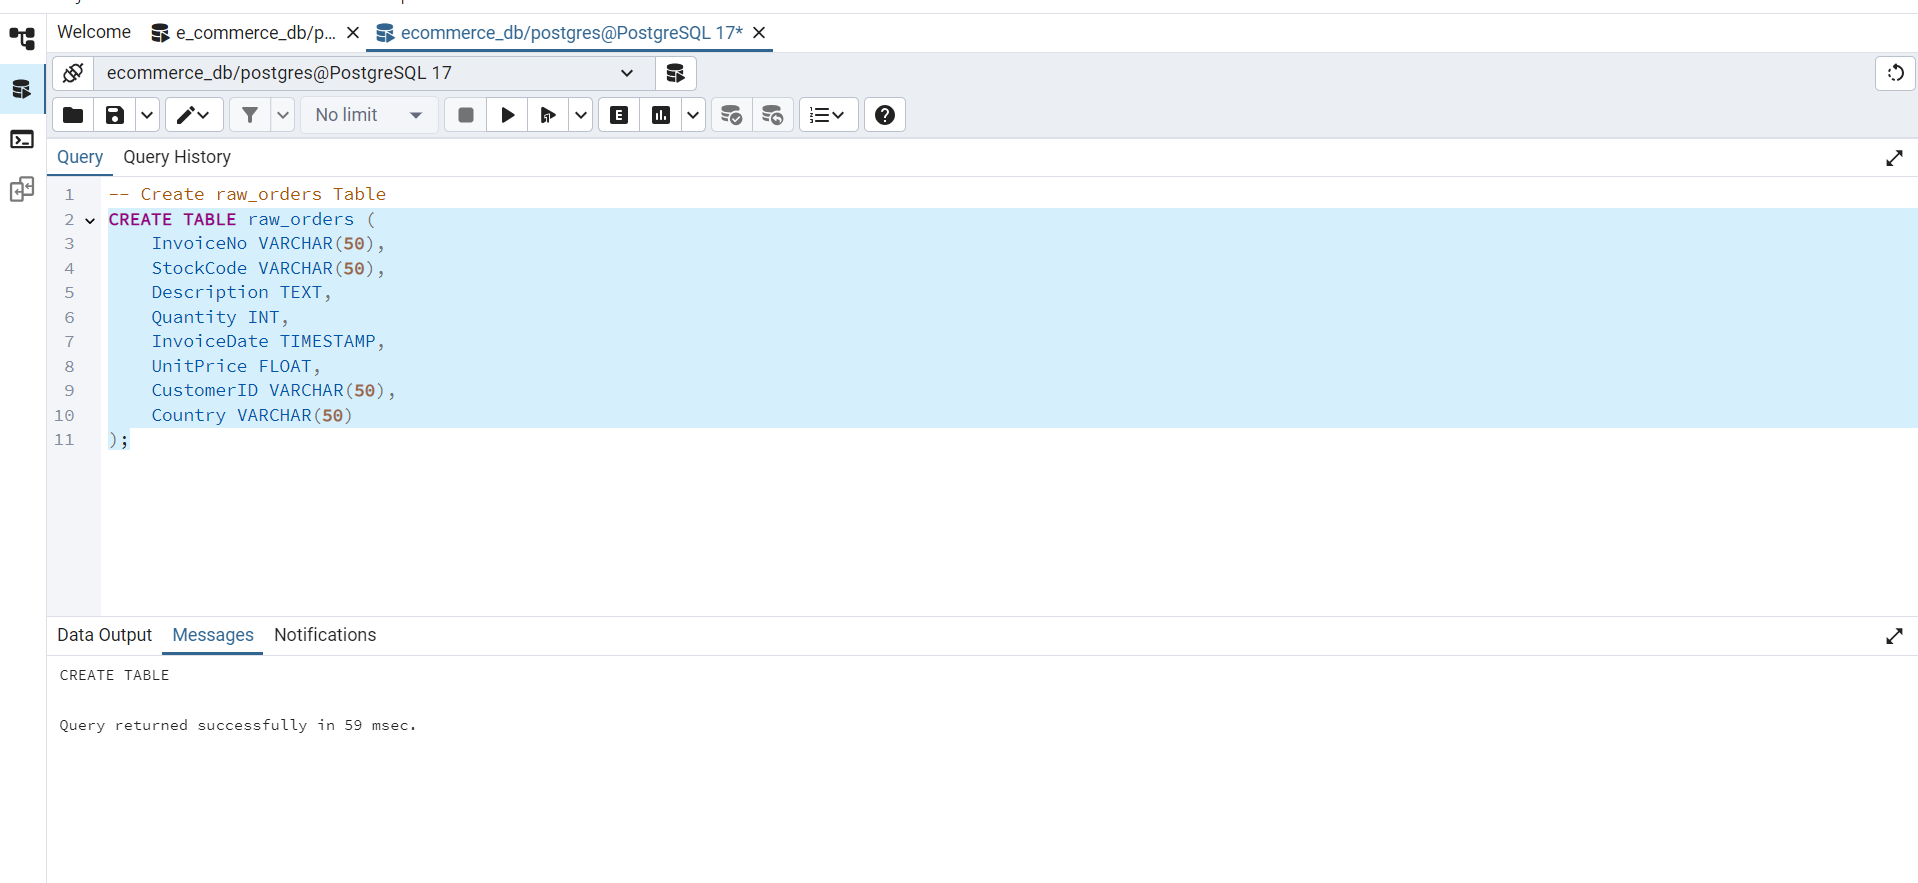 Welcome e_commerce_db/p... ecommerce_db/postgres@PostgreSQL 17*
ecommerce_db/postgres@PostgreSQL 17
No limit E
Query Query History
1 -- Create raw_orders Table
2 CREATE TABLE raw_orders (
3 InvoiceNo VARCHAR(50),
4 StockCode VARCHAR(50),
5 Description TEXT,
6 Quantity INT,
7 InvoiceDate TIMESTAMP,
8 UnitPrice FLOAT,
9 CustomerID VARCHAR(50),
10 Country VARCHAR(50)
11 );
Data Output Messages Notifications
CREATE TABLE
Query returned successfully in 59 msec.